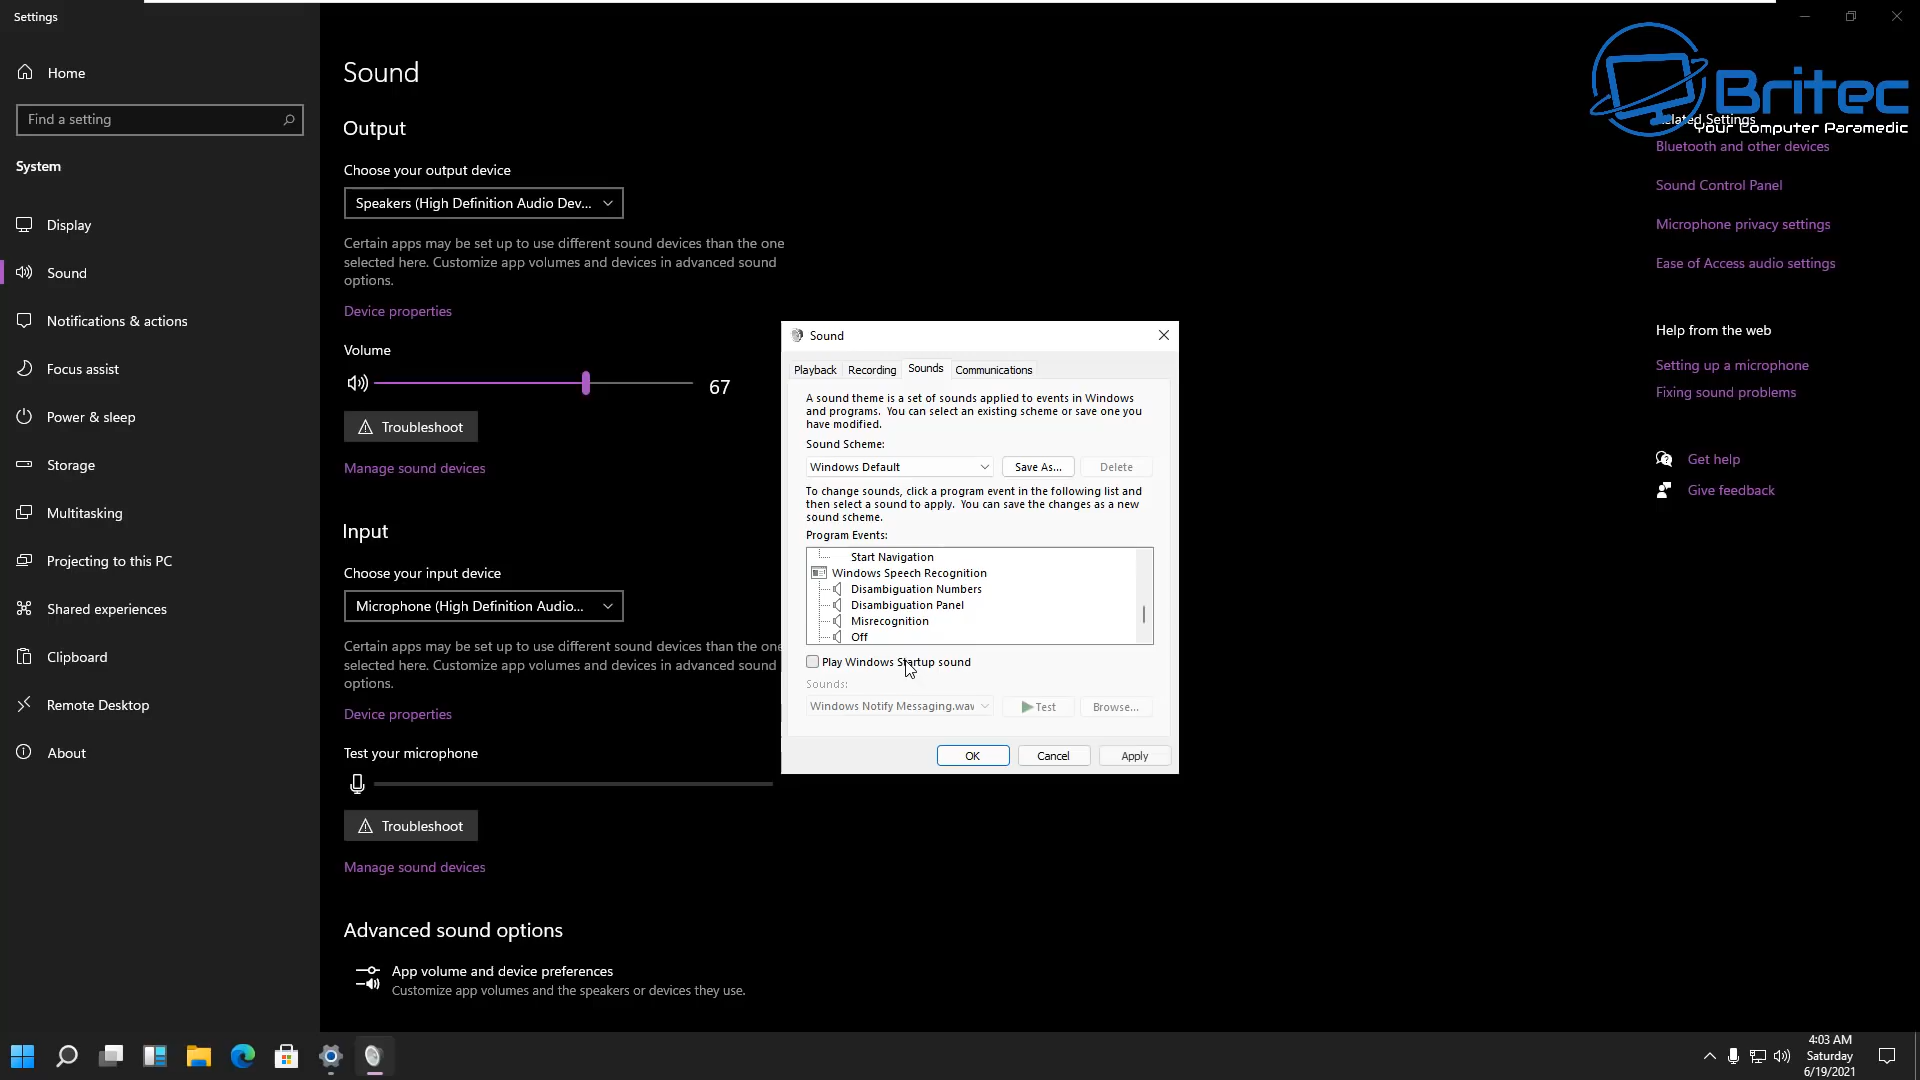 Settings
Home
Find a setting
System
Display
Sound
Notifications & actions
Focus assist
Power & sleep
Storage
Multitasking
Projecting to this PC
Shared experiences
Clipboard
Remote Desktop
About
Sound
Output
Choose your output device
Speakers (High Definition Audio Dev...
Certain apps may be set up to use different sound devices than the one
selected here. Customize app volumes and devices in advanced sound
options.
Device properties
Volume
67
Troubleshoot
Manage sound devices
Input
Choose your input device
Microphone (High Definition Audio...
Certain apps may be set up to use different sound devices than the one
selected here. Customize app volumes and devices in advanced sound
options.
Device properties
Test your microphone
Troubleshoot
Manage sound devices
Advanced sound options
App volume and device preferences
Customize app volumes and the speakers or devices they use.
Sound
Playback Recording Sounds Communications
A sound theme is a set of sounds applied to events in Windows
and programs. You can select an existing scheme or save one you
have modified.
Sound Scheme:
Windows Default Save As... Delete
To change sounds, click a program event in the following list and
then select a sound to apply. You can save the changes as a new
sound scheme.
Program Events:
Start Navigation
Windows Speech Recognition
Disambiguation Numbers
Disambiguation Panel
Misrecognition
Off
Play Windows Startup sound
Sounds:
Windows Notify Messaging.wav Test Browse...
OK Cancel Apply
Britec
Your Computer Paramedic
Related Settings
Bluetooth and other devices
Sound Control Panel
Microphone privacy settings
Ease of Access audio settings
Help from the web
Setting up a microphone
Fixing sound problems
Get help
Give feedback
4:03 AM
Saturday
6/19/2021